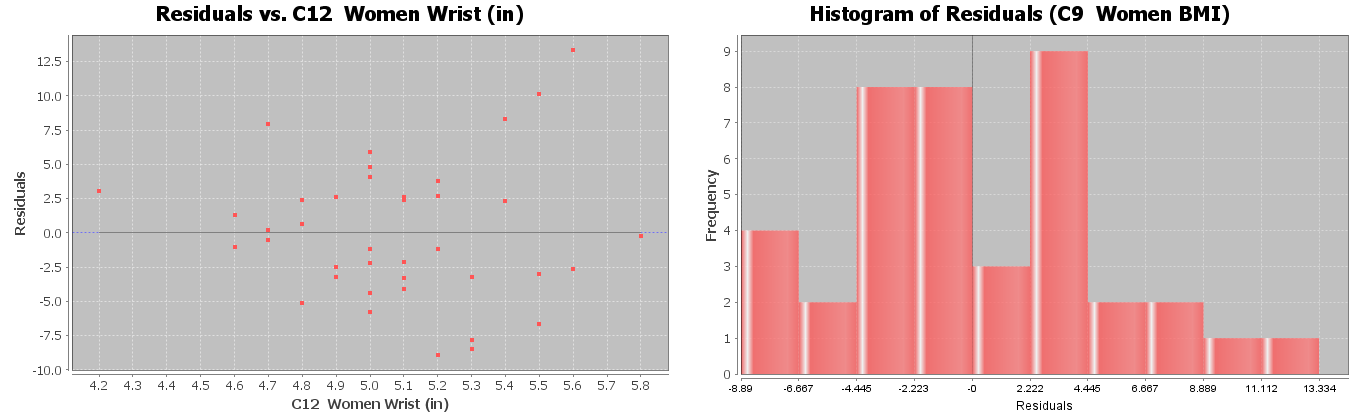 Residuals vs. C12 Women Wrist (in)
12.5
10.0
7.5
5.0
2.5
0.0
-2.5
-5.0
-7.5
-10.0
Residuals
4.2 4.3 4.4 4.5 4.6 4.7 4.8 4.9 5.0 5.1 5.2 5.3 5.4 5.5 5.6 5.7 5.8
C12 Women Wrist (in)
Histogram of Residuals (C9 Women BMI)
9
8
7
6
5
4
3
2
1
0
Frequency
-8.89 -6.667 -4.445 -2.223 -0 2.222 4.445 6.667 8.889 11.112 13.334
Residuals